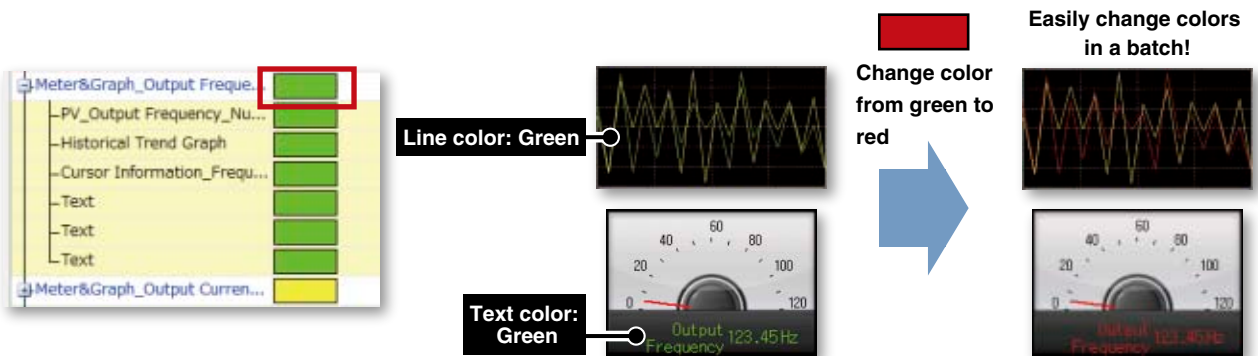 Meter&Graph_Output Freque...
PV_Output Frequency_Nu...
Historical Trend Graph
Cursor Information_Frequ...
Text
Text
Text
Meter&Graph_Output Curren...
Line color: Green
Text color:
Green
60
40
80
20
100
0
120
Output
Frequency
123.45Hz
Change color
from green to
red
Easily change colors
in a batch!
60
40
80
20
100
0
120
Output
Frequency
123.45Hz